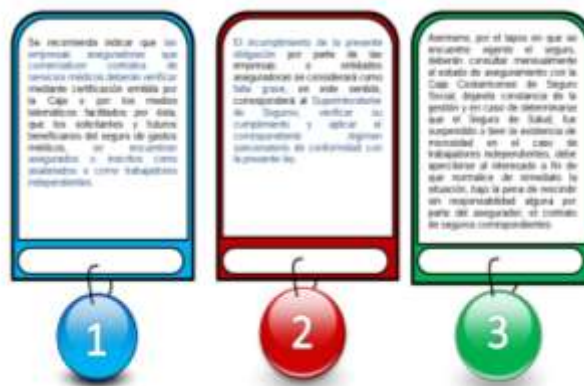 Se recomienda indicar que las
empresas aseguradoras que
comercialicen contratos de
servicios médicos deberán verificar
mediante certificación emitida por
la Caja y por los medios
telemáticos facilitados por ésta,
que los solicitantes y futuros
beneficiarios del seguro de gastos
médicos, se encuentran
asegurados o inscritos como
asalariados o como trabajadores
independientes.
El incumplimiento de la presente
obligación por parte de las
empresas o entidades
aseguradoras se considerará como
falta grave, en este sentido,
corresponderá al Superintendente
de Seguros, verificar su
cumplimiento y aplicar el
correspondiente régimen
sancionatorio de conformidad con
la presente ley.
Asimismo, por el lapso en que se
encuentre vigente el seguro,
deberán consultar mensualmente
el estado de aseguramiento con la
Caja Costarricense de Seguro
Social, dejando constancia de la
gestión y en caso de determinarse
que el Seguro de Salud, fue
suspendido o bien la existencia de
morosidad en el caso de
trabajadores independientes, debe
apercibirse al interesado a fin de
que normalice de inmediato la
situación, bajo la pena de rescindir
sin responsabilidad alguna por
parte del asegurador, el contrato
de seguros correspondientes.
1
2
3